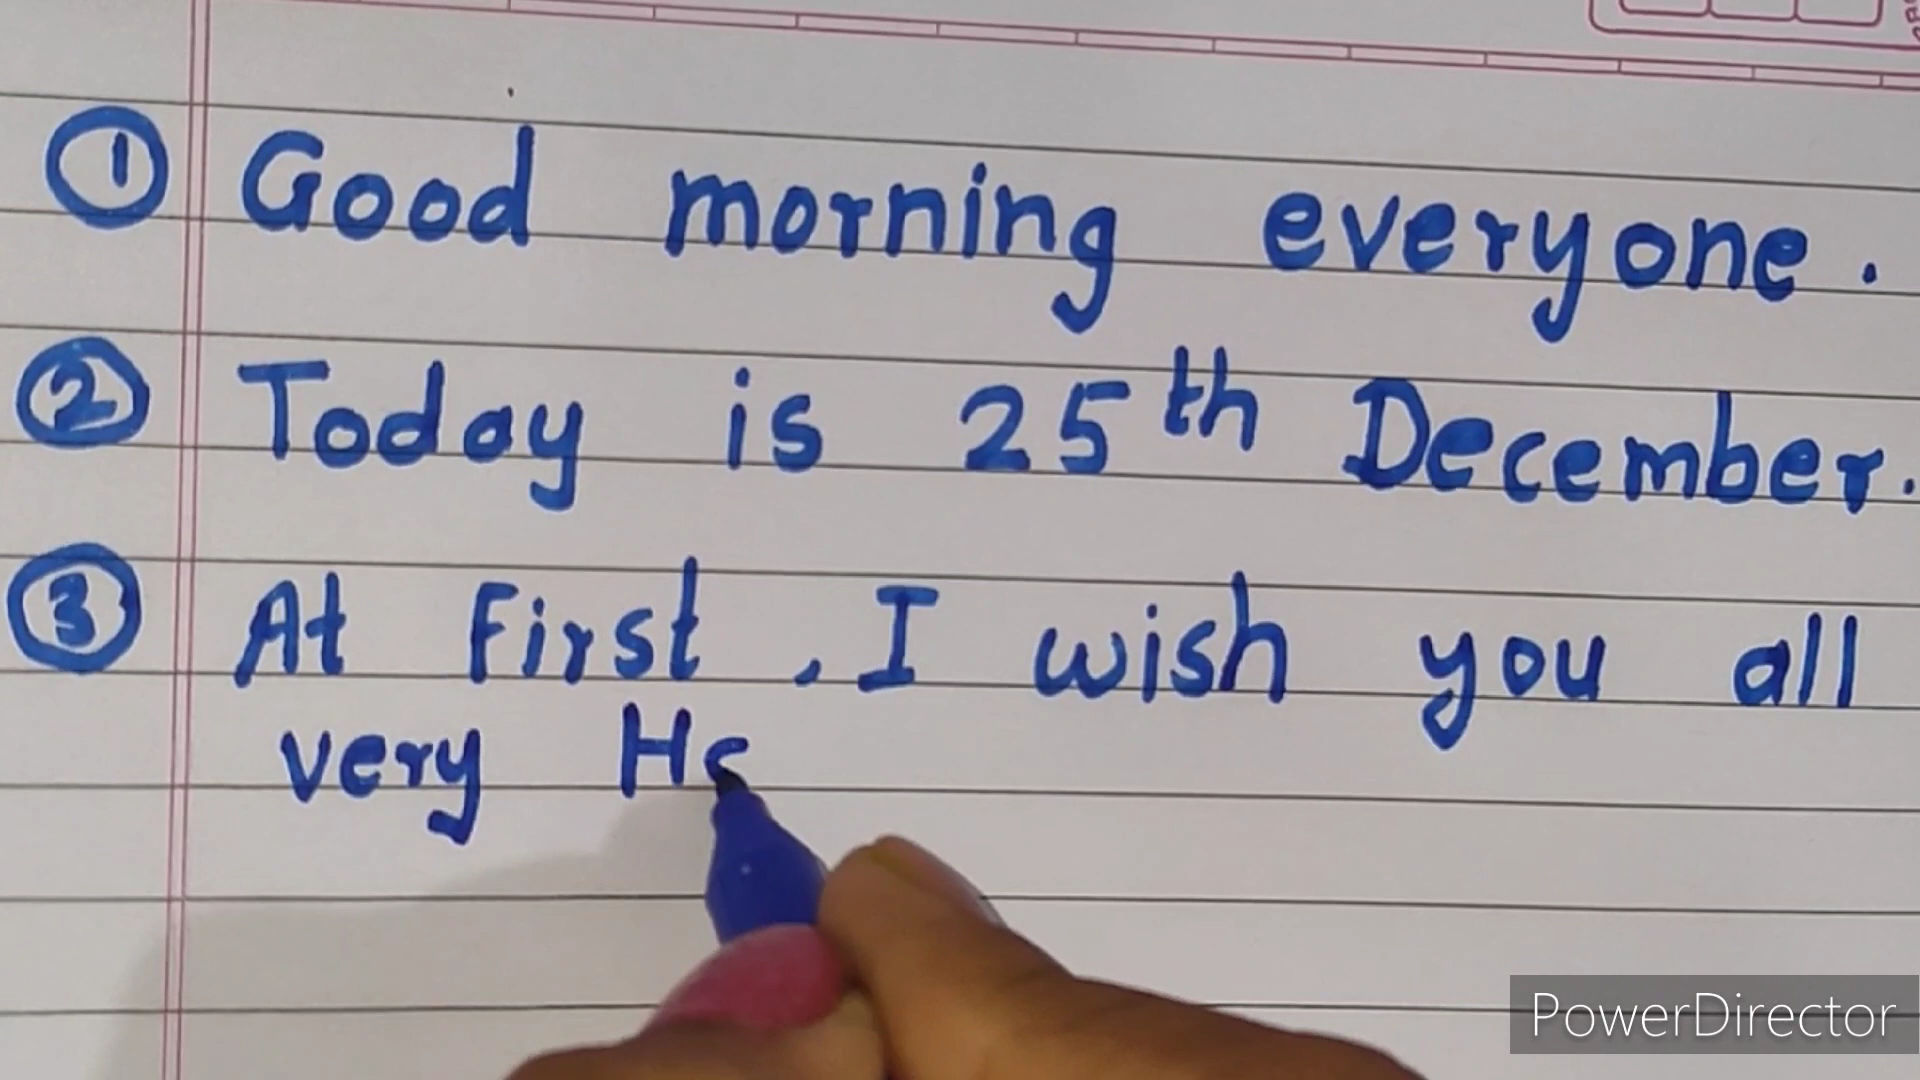 ① Good morning everyone.
② Today is 25th December.
③ At First, I wish you all
very
PowerDirector